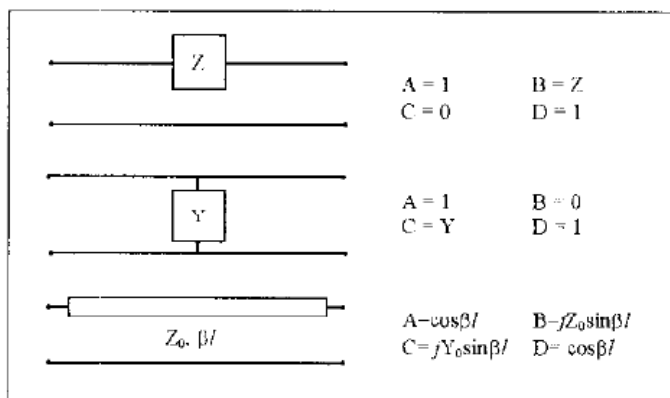 Z
A = 1 B = Z
C = 0 D = 1
Y
A = 1 B = 0
C = Y D = 1
Z₀, βl
A=cosβl B=jZ₀sinβl
C=jY₀sinβl D= cosβl